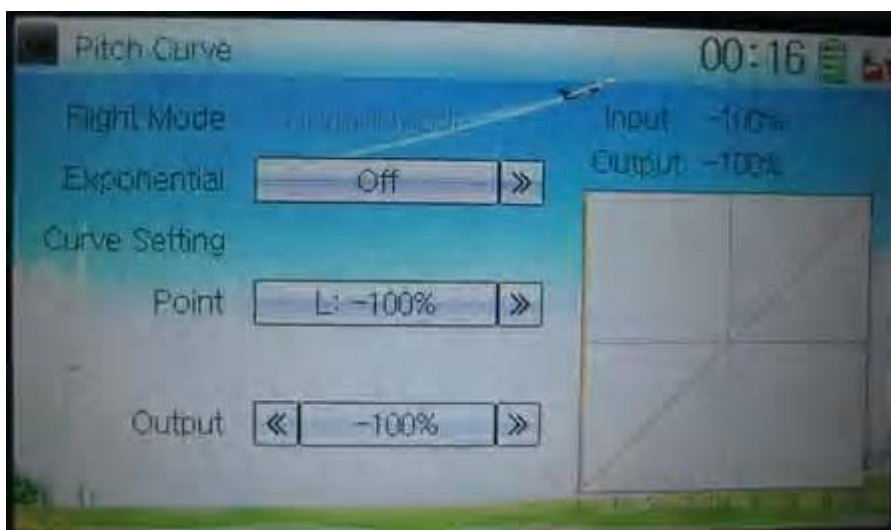 Pitch Curve 00:16
Flight Mode
Input -100%
Exponential Off »
Output -100%
Curve Setting
Point L: -100% »
Output « -100% »